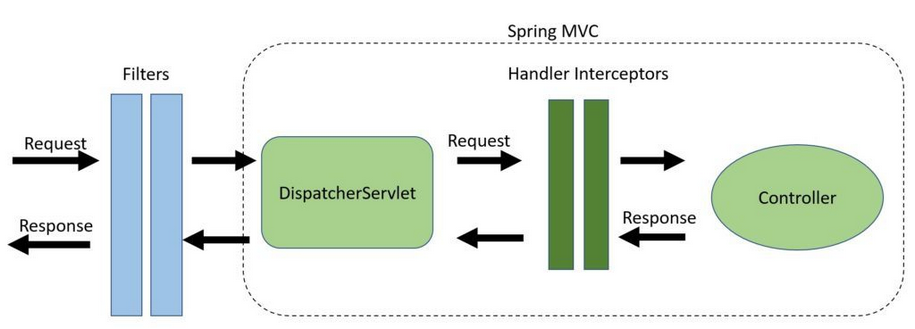 Spring MVC
Filters
Handler Interceptors
Request
Request
DispatcherServlet
Controller
Response
Response